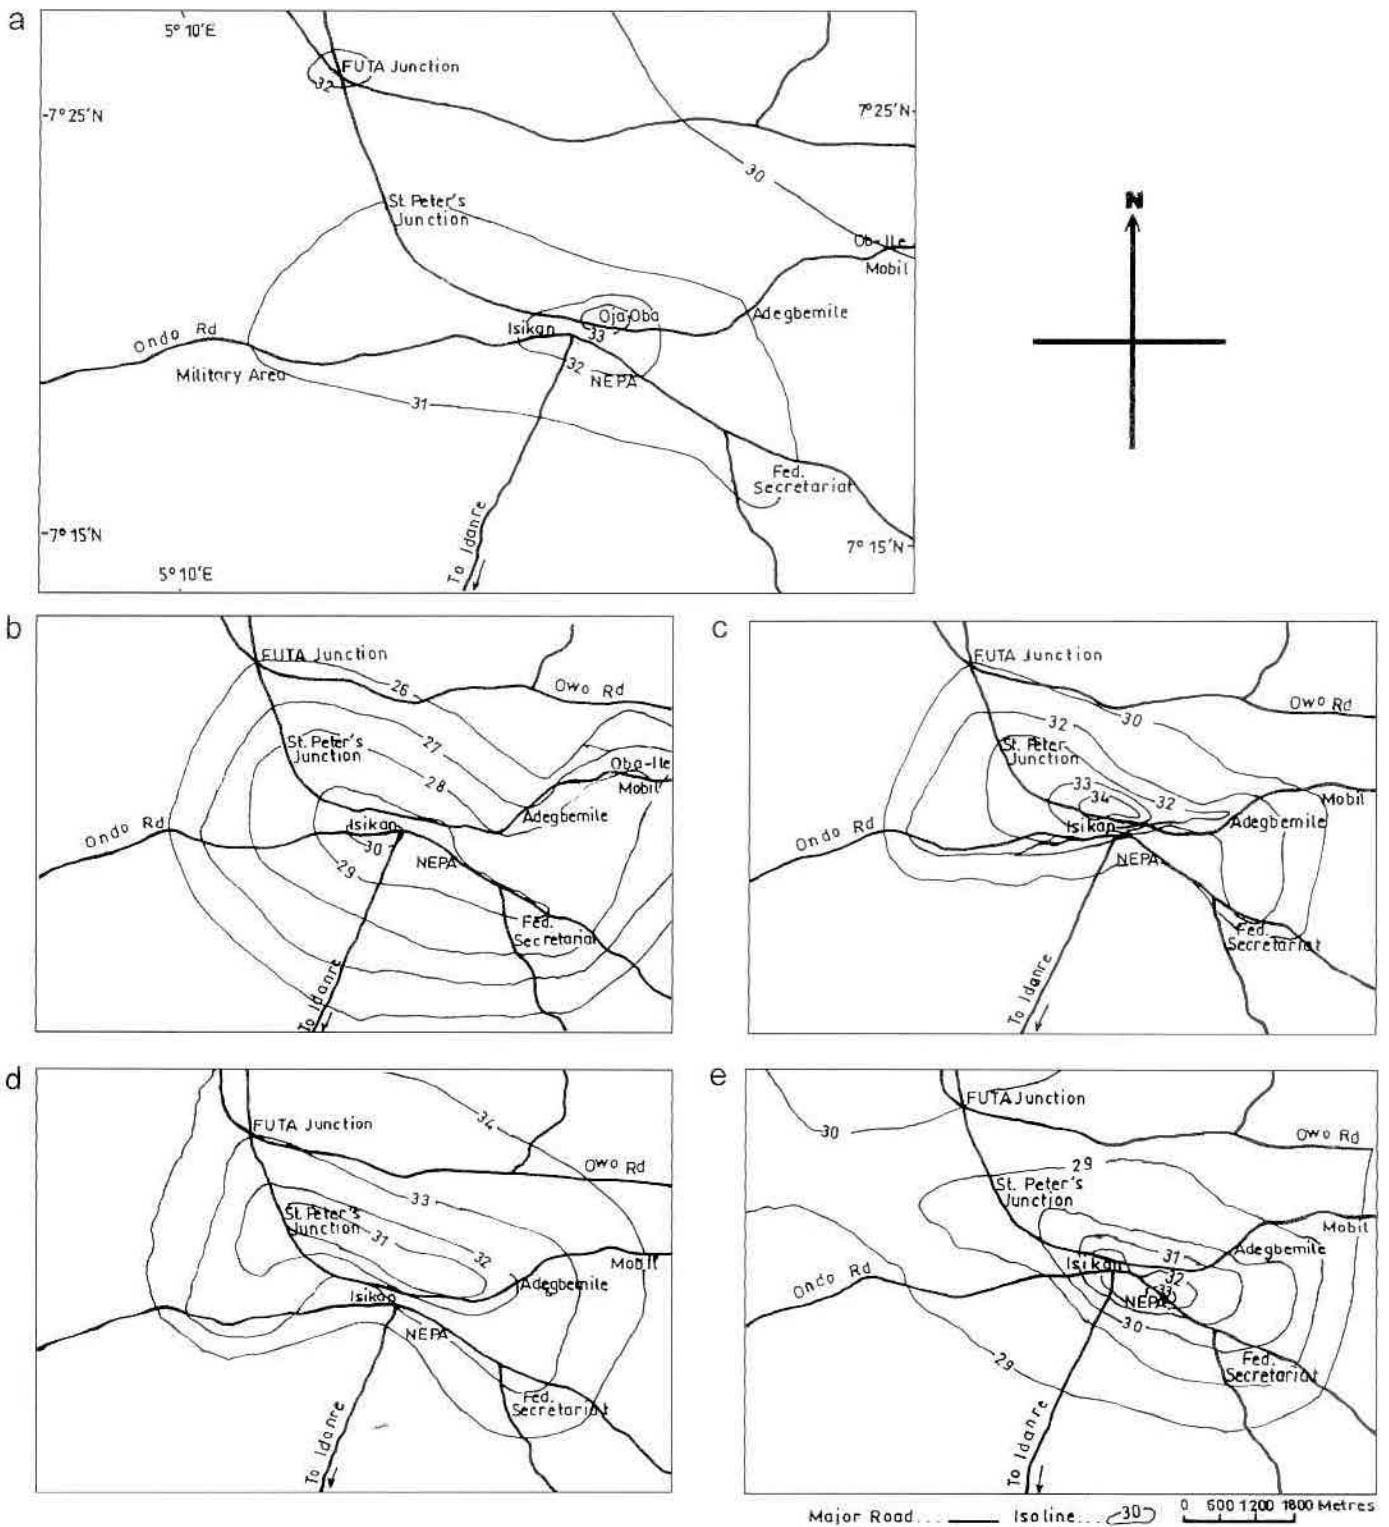 a
5° 10'E
FUTA Junction
32
-7° 25'N
7° 25'N-
30
St. Peter's
Junction
Ob-Ile
Mobil
Oja-Oba
Adegbemile
Isikan
33
Ondo Rd
Military Area
32
NEPA
31
Fed.
Secretariat
To Idanre
-7° 15'N
7° 15'N-
5° 10'E
N
b
FUTA Junction
26
Owo Rd
27
St. Peter's
Junction
28
Oba-Ile
Mobil
Adegbemile
Ondo Rd
Isikan
30
NEPA
29
Fed.
Secretariat
To Idanre
c
FUTA Junction
Owo Rd
32
30
St. Peter
Junction
33
34
32
Mobil
Adegbemile
Isikan
Ondo Rd
NEPA
Fed.
Secretariat
To Idanre
d
34
FUTA Junction
Owo Rd
33
St. Peter's
Junction
31
32
Mobil
Adegbemile
Isikan
NEPA
Fed.
Secretariat
To Idanre
e
FUTA Junction
30
Owo Rd
29
St. Peter's
Junction
Mobil
31
Adegbemile
Isikan
Ondo Rd
32
33
NEPA
30
29
Fed.
Secretariat
To Idanre
Major Road... Isoline... 30 0 600 1200 1800 Metres